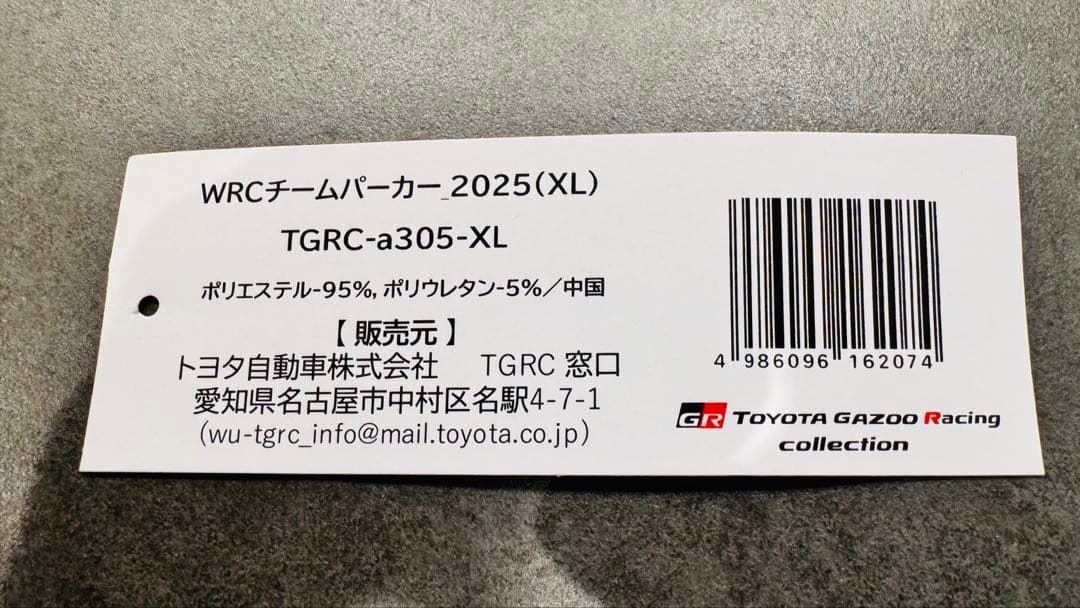 WRCチームパーカー_2025(XL)
TGRC-a305-XL
ポリエステル-95%, ポリウレタン-5%/中国
【 販売元 】
トヨタ自動車株式会社 TGRC 窓口
愛知県名古屋市中村区名駅4-7-1
(wu-tgrc_info@mail.toyota.co.jp)
4 986096 162074
GR TOYOTA GAZOO Racing
collection